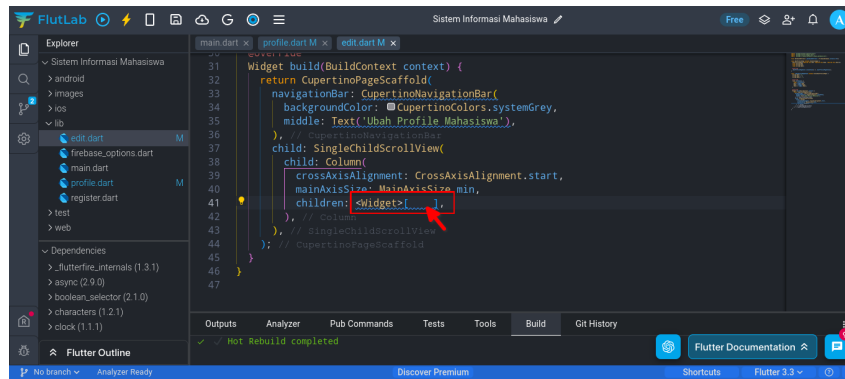 FlutLab
Sistem Informasi Mahasiswa
Free
A
Explorer
main.dart × profile.dart M × edit.dart M ×
Sistem Informasi Mahasiswa
android
images
ios
lib
edit.dart M
firebase_options.dart
main.dart
profile.dart M
register.dart
test
web
Dependencies
_flutterfire_internals (1.3.1)
async (2.9.0)
boolean_selector (2.1.0)
characters (1.2.1)
clock (1.1.1)
Flutter Outline
2
30 @override
31 Widget build(BuildContext context) {
32 return CupertinoPageScaffold(
33 navigationBar: CupertinoNavigationBar(
34 backgroundColor: CupertinoColors.systemGrey,
35 middle: Text('Ubah Profile Mahasiswa'),
36 ), // CupertinoNavigationBar
37 child: SingleChildScrollView(
38 child: Column(
39 crossAxisAlignment: CrossAxisAlignment.start,
40 mainAxisSize: MainAxisSize.min,
41 children: <Widget>[ ],
42 ), // Column
43 ), // SingleChildScrollView
44 ); // CupertinoPageScaffold
45 }
46 }
47
Outputs Analyzer Pub Commands Tests Tools Build Git History
✓ ✓ Hot Rebuild completed
Flutter Documentation
No branch Analyzer Ready Discover Premium Shortcuts Flutter 3.3